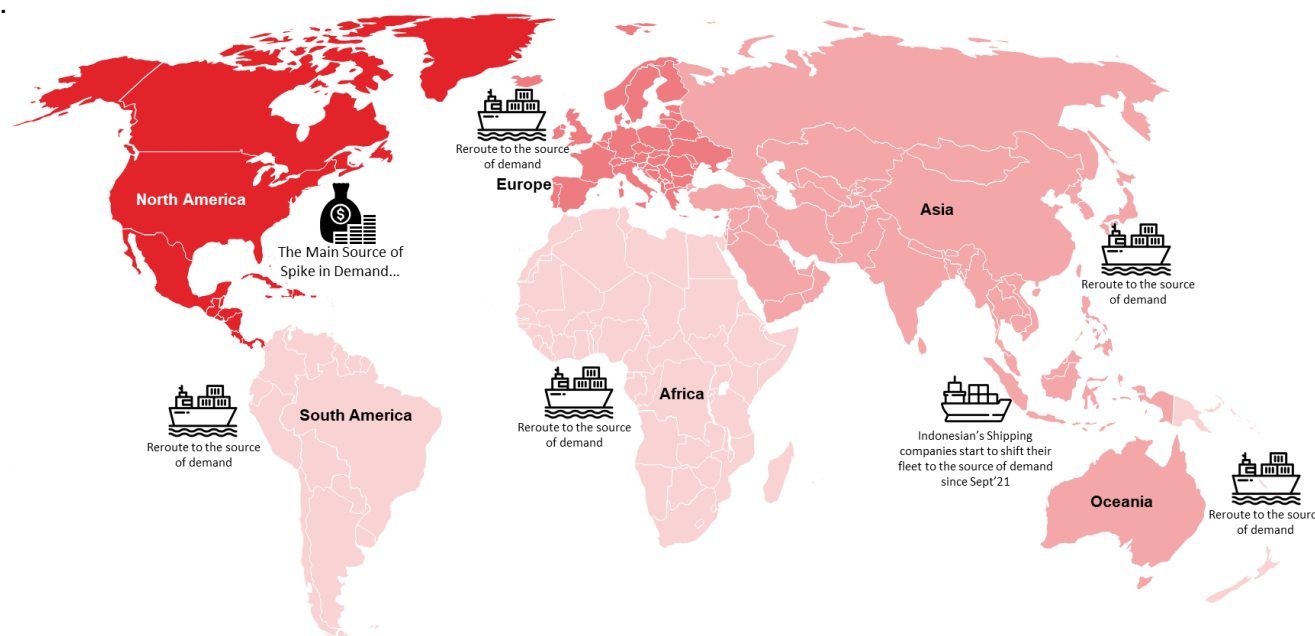 .
Reroute to the source
of demand
Europe
North America
$
The Main Source of
Spike in Demand...
Asia
Reroute to the source
of demand
South America
Reroute to the source
of demand
Africa
Reroute to the source
of demand
Indonesian's Shipping
companies start to shift their
fleet to the source of demand
since Sept'21
Oceania
Reroute to the sourc
of demand